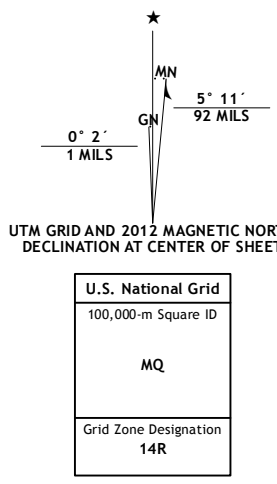 ★
MN
GN
5° 11´
92 MILS
0° 2´
1 MILS
UTM GRID AND 2012 MAGNETIC NOR
DECLINATION AT CENTER OF SHEET
U.S. National Grid
100,000-m Square ID
MQ
Grid Zone Designation
14R